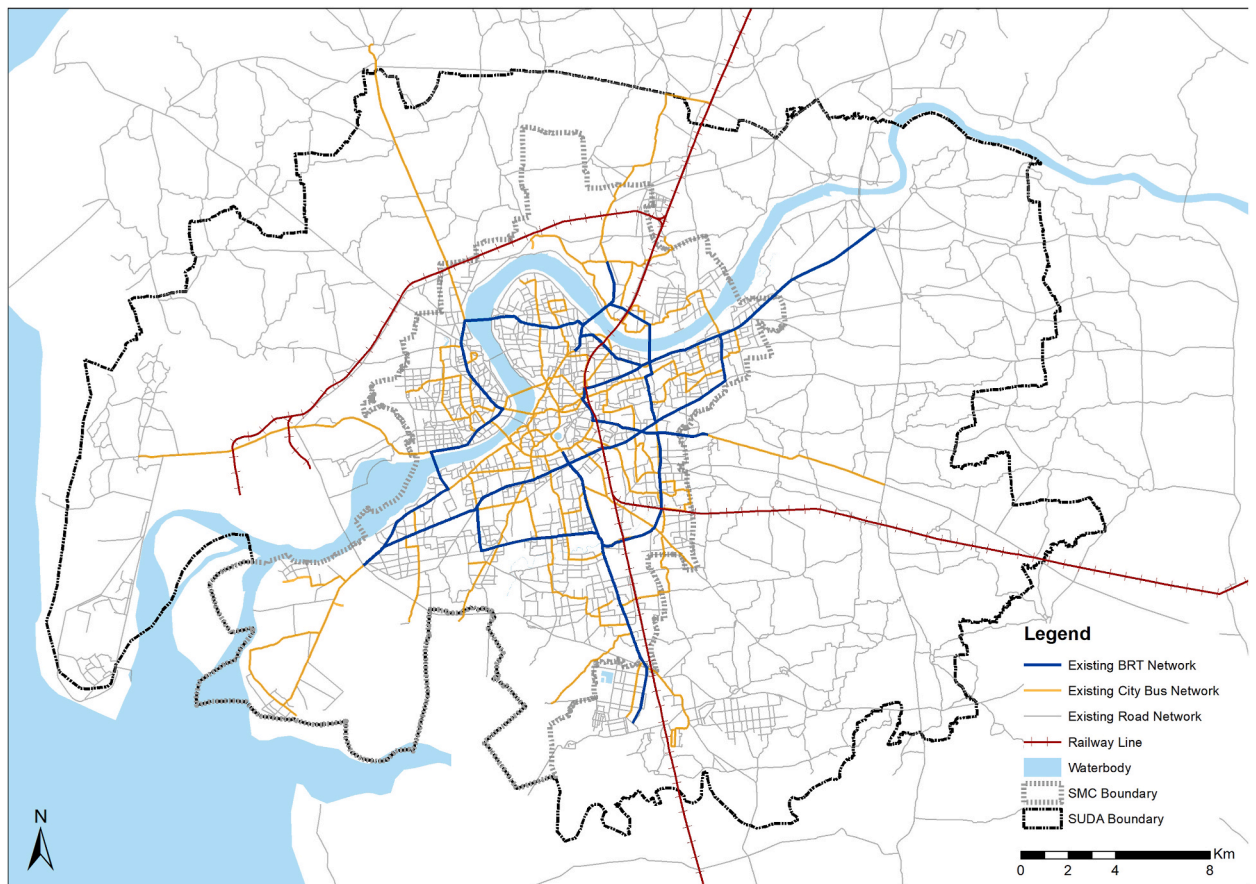 Legend
Existing BRT Network
Existing City Bus Network
Existing Road Network
Railway Line
Waterbody
SMC Boundary
SUDA Boundary
N
Km
0 2 4 8